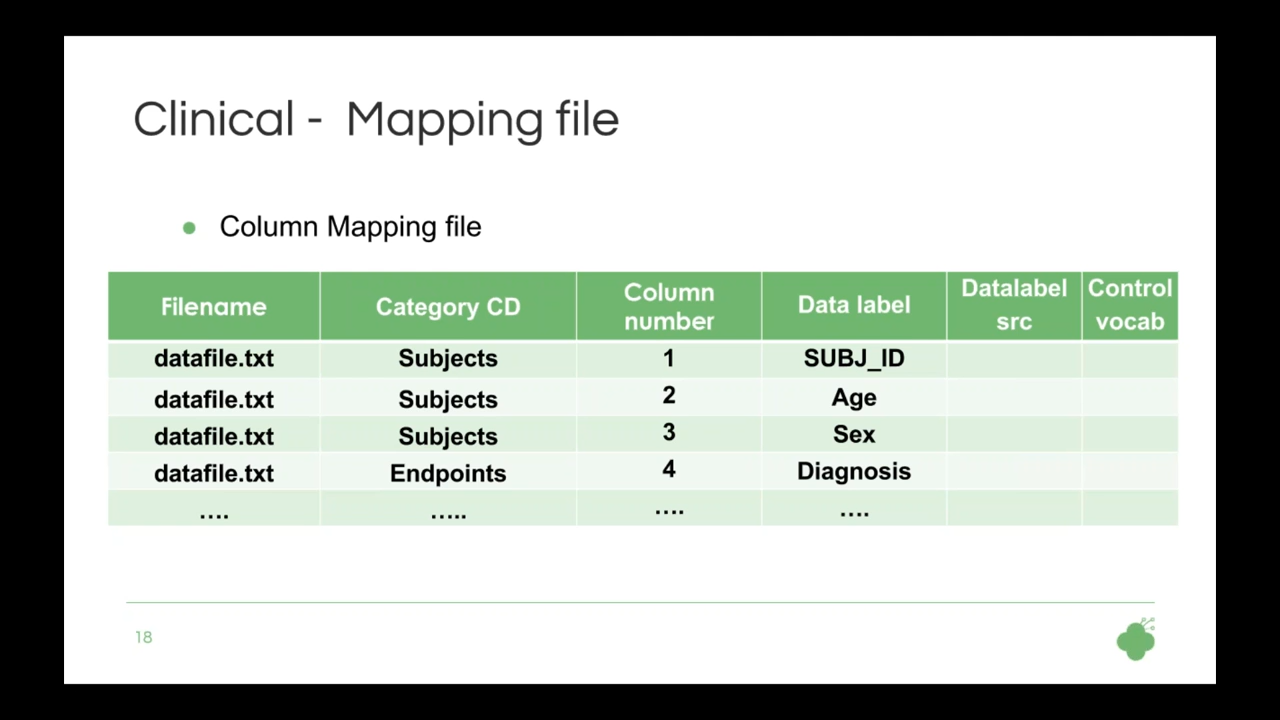 Clinical - Mapping file
Column Mapping file
Filename Category CD Column number Data label Datalabel src Control vocab
datafile.txt Subjects 1 SUBJ_ID
datafile.txt Subjects 2 Age
datafile.txt Subjects 3 Sex
datafile.txt Endpoints 4 Diagnosis
.... ..... .... ....
18